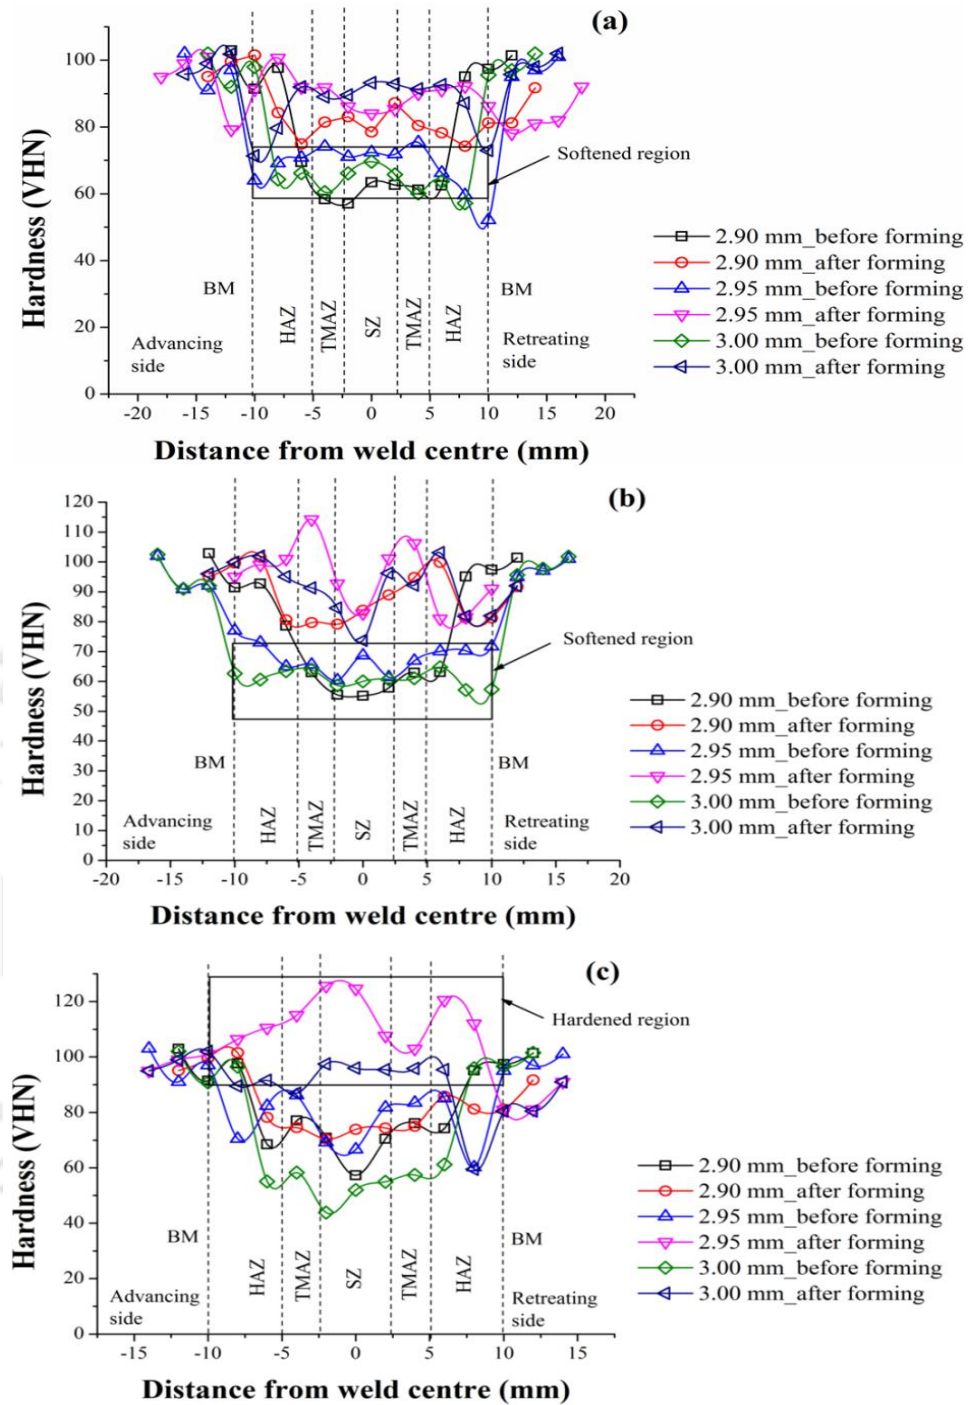 (a)
100
80
60
40
20
0
Hardness (VHN)
Softened region
BM
HAZ
TMAZ
SZ
TMAZ
HAZ
BM
Advancing
side
Retreating
side
2.90 mm_before forming
2.90 mm_after forming
2.95 mm_before forming
2.95 mm_after forming
3.00 mm_before forming
3.00 mm_after forming
-20 -15 -10 -5 0 5 10 15 20
Distance from weld centre (mm)
(b)
120
110
100
90
80
70
60
50
40
30
20
10
0
Hardness (VHN)
Softened region
BM
HAZ
TMAZ
SZ
TMAZ
HAZ
BM
Advancing
side
Retreating
side
2.90 mm_before forming
2.90 mm_after forming
2.95 mm_before forming
2.95 mm_after forming
3.00 mm_before forming
3.00 mm_after forming
-20 -15 -10 -5 0 5 10 15 20
Distance from weld centre (mm)
(c)
120
100
80
60
40
20
0
Hardness (VHN)
Hardened region
BM
HAZ
TMAZ
SZ
TMAZ
HAZ
BM
Advancing
side
Retreating
side
2.90 mm_before forming
2.90 mm_after forming
2.95 mm_before forming
2.95 mm_after forming
3.00 mm_before forming
3.00 mm_after forming
-15 -10 -5 0 5 10 15
Distance from weld centre (mm)